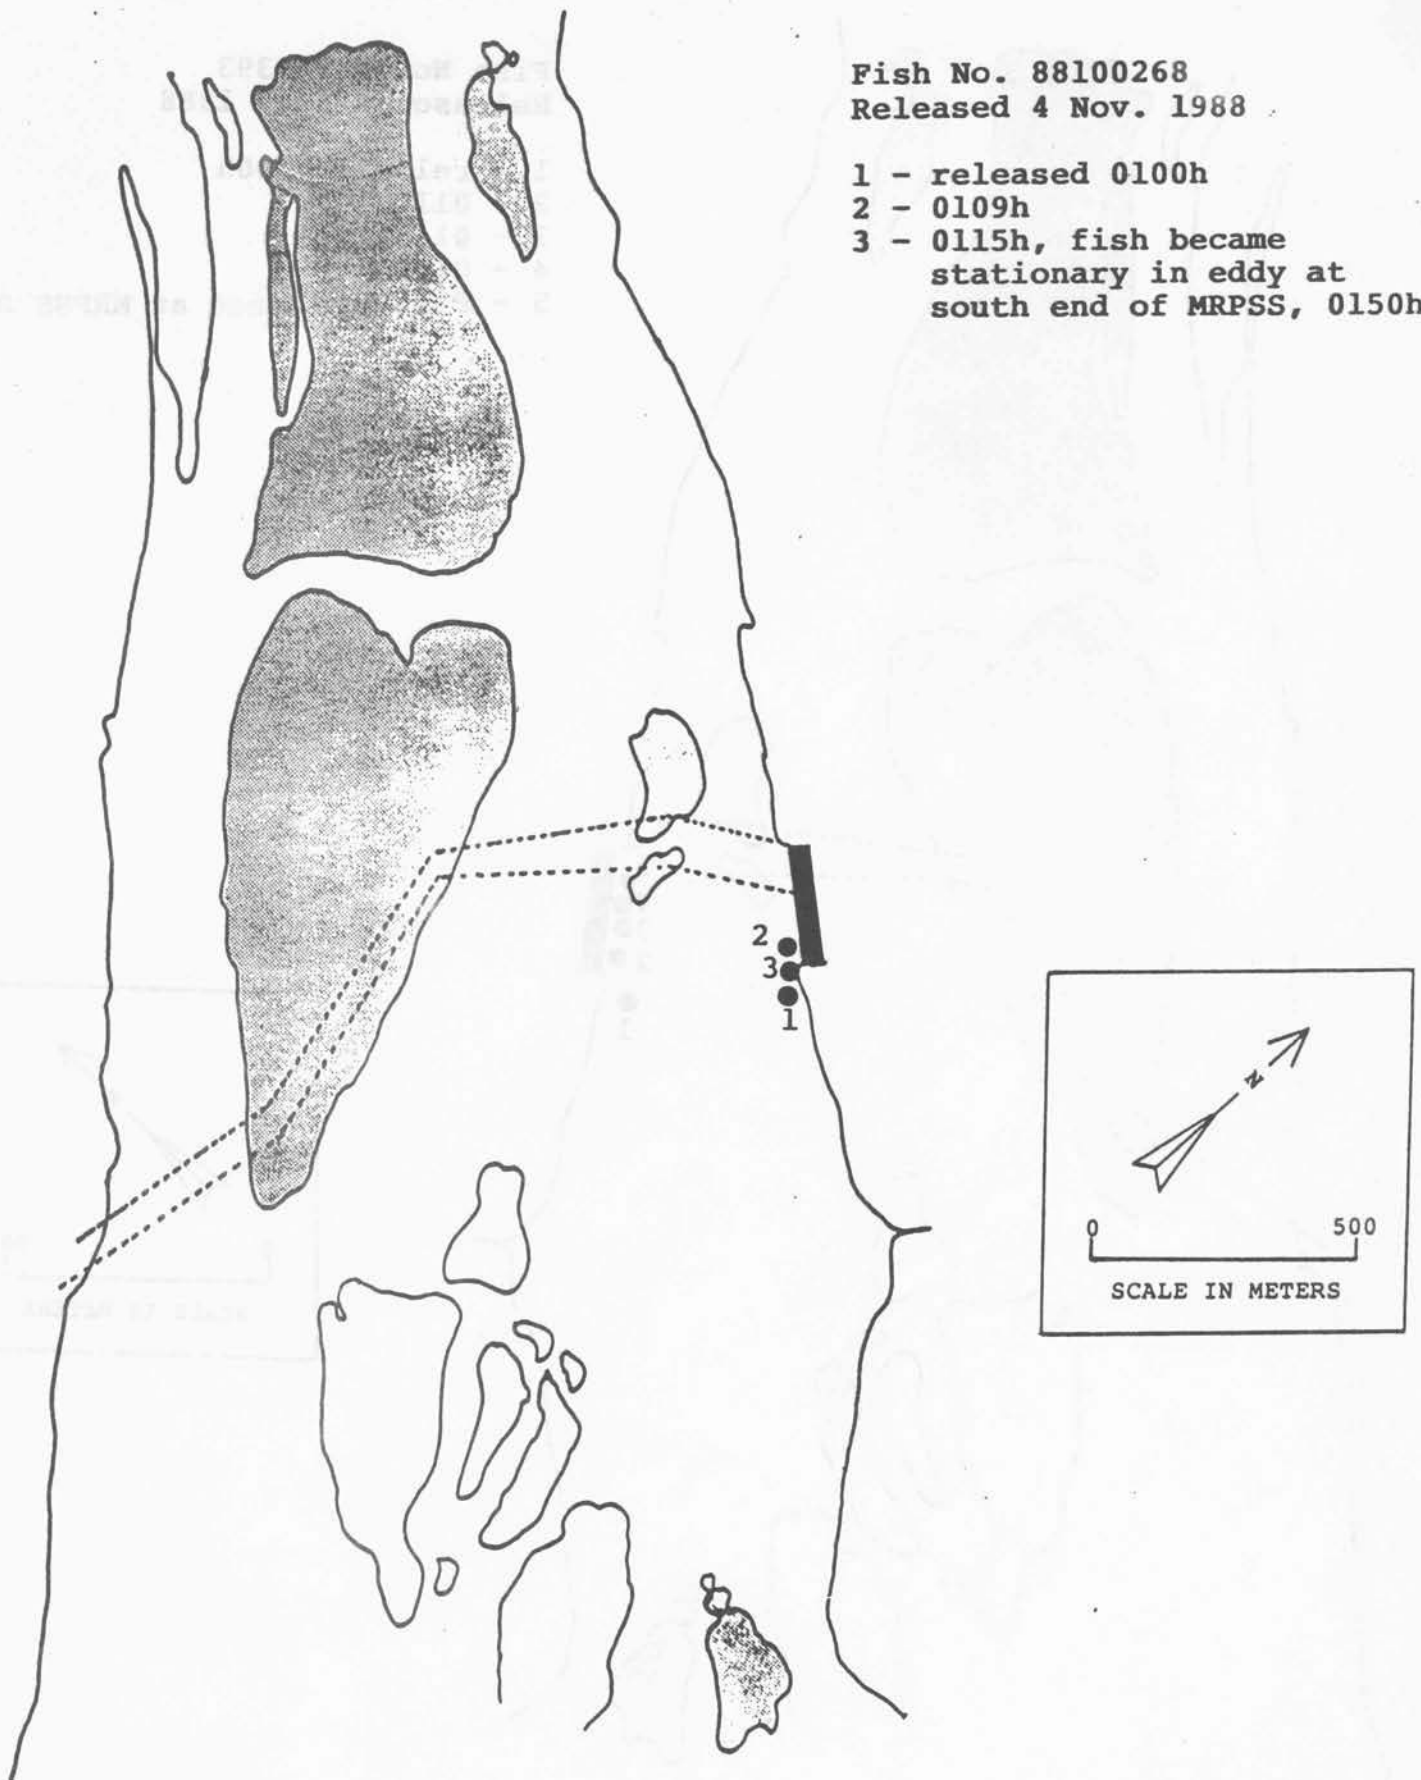 Fish No. 88100268
Released 4 Nov. 1988
1 - released 0100h
2 - 0109h
3 - 0115h, fish became
stationary in eddy at
south end of MRPSS, 0150h
2
3
1
N
0 500
SCALE IN METERS